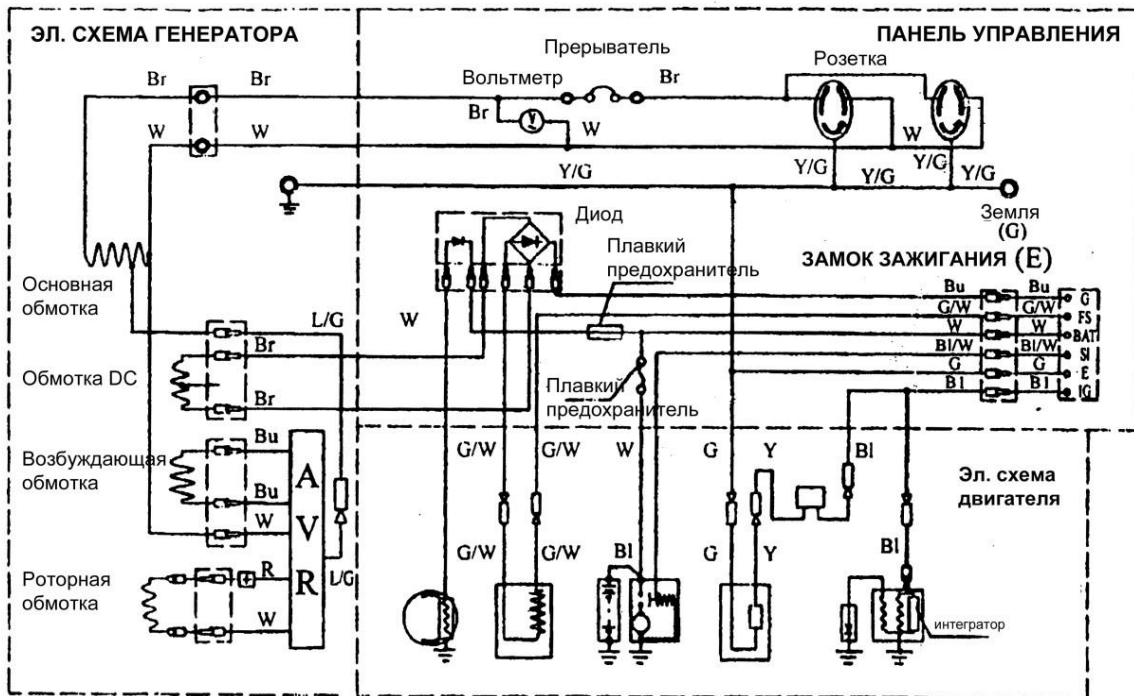 ЭЛ. СХЕМА ГЕНЕРАТОРА
ПАНЕЛЬ УПРАВЛЕНИЯ
Прерыватель
Вольтметр
Розетка
Br
Br
Br
Br
V
W
W
W
W
Y/G
Y/G
Y/G
Y/G
Y/G
Земля
(G)
Диод
Плавкий
предохранитель
ЗАМОК ЗАЖИГАНИЯ (E)
Основная
обмотка
L/G
W
Bu
Bu
G
G/W
G/W
FS
W
W
BAT
Bl/W
Bl/W
SI
G
G
E
Bl
Bl
IG
Br
Обмотка DC
Br
Плавкий
предохранитель
Возбуждающая
обмотка
Bu
Bu
W
A
V
R
G/W
G/W
W
G
Y
Bl
Эл. схема
двигателя
G/W
G/W
Bl
G
Y
Bl
Роторная
обмотка
R
W
L/G
интегратор